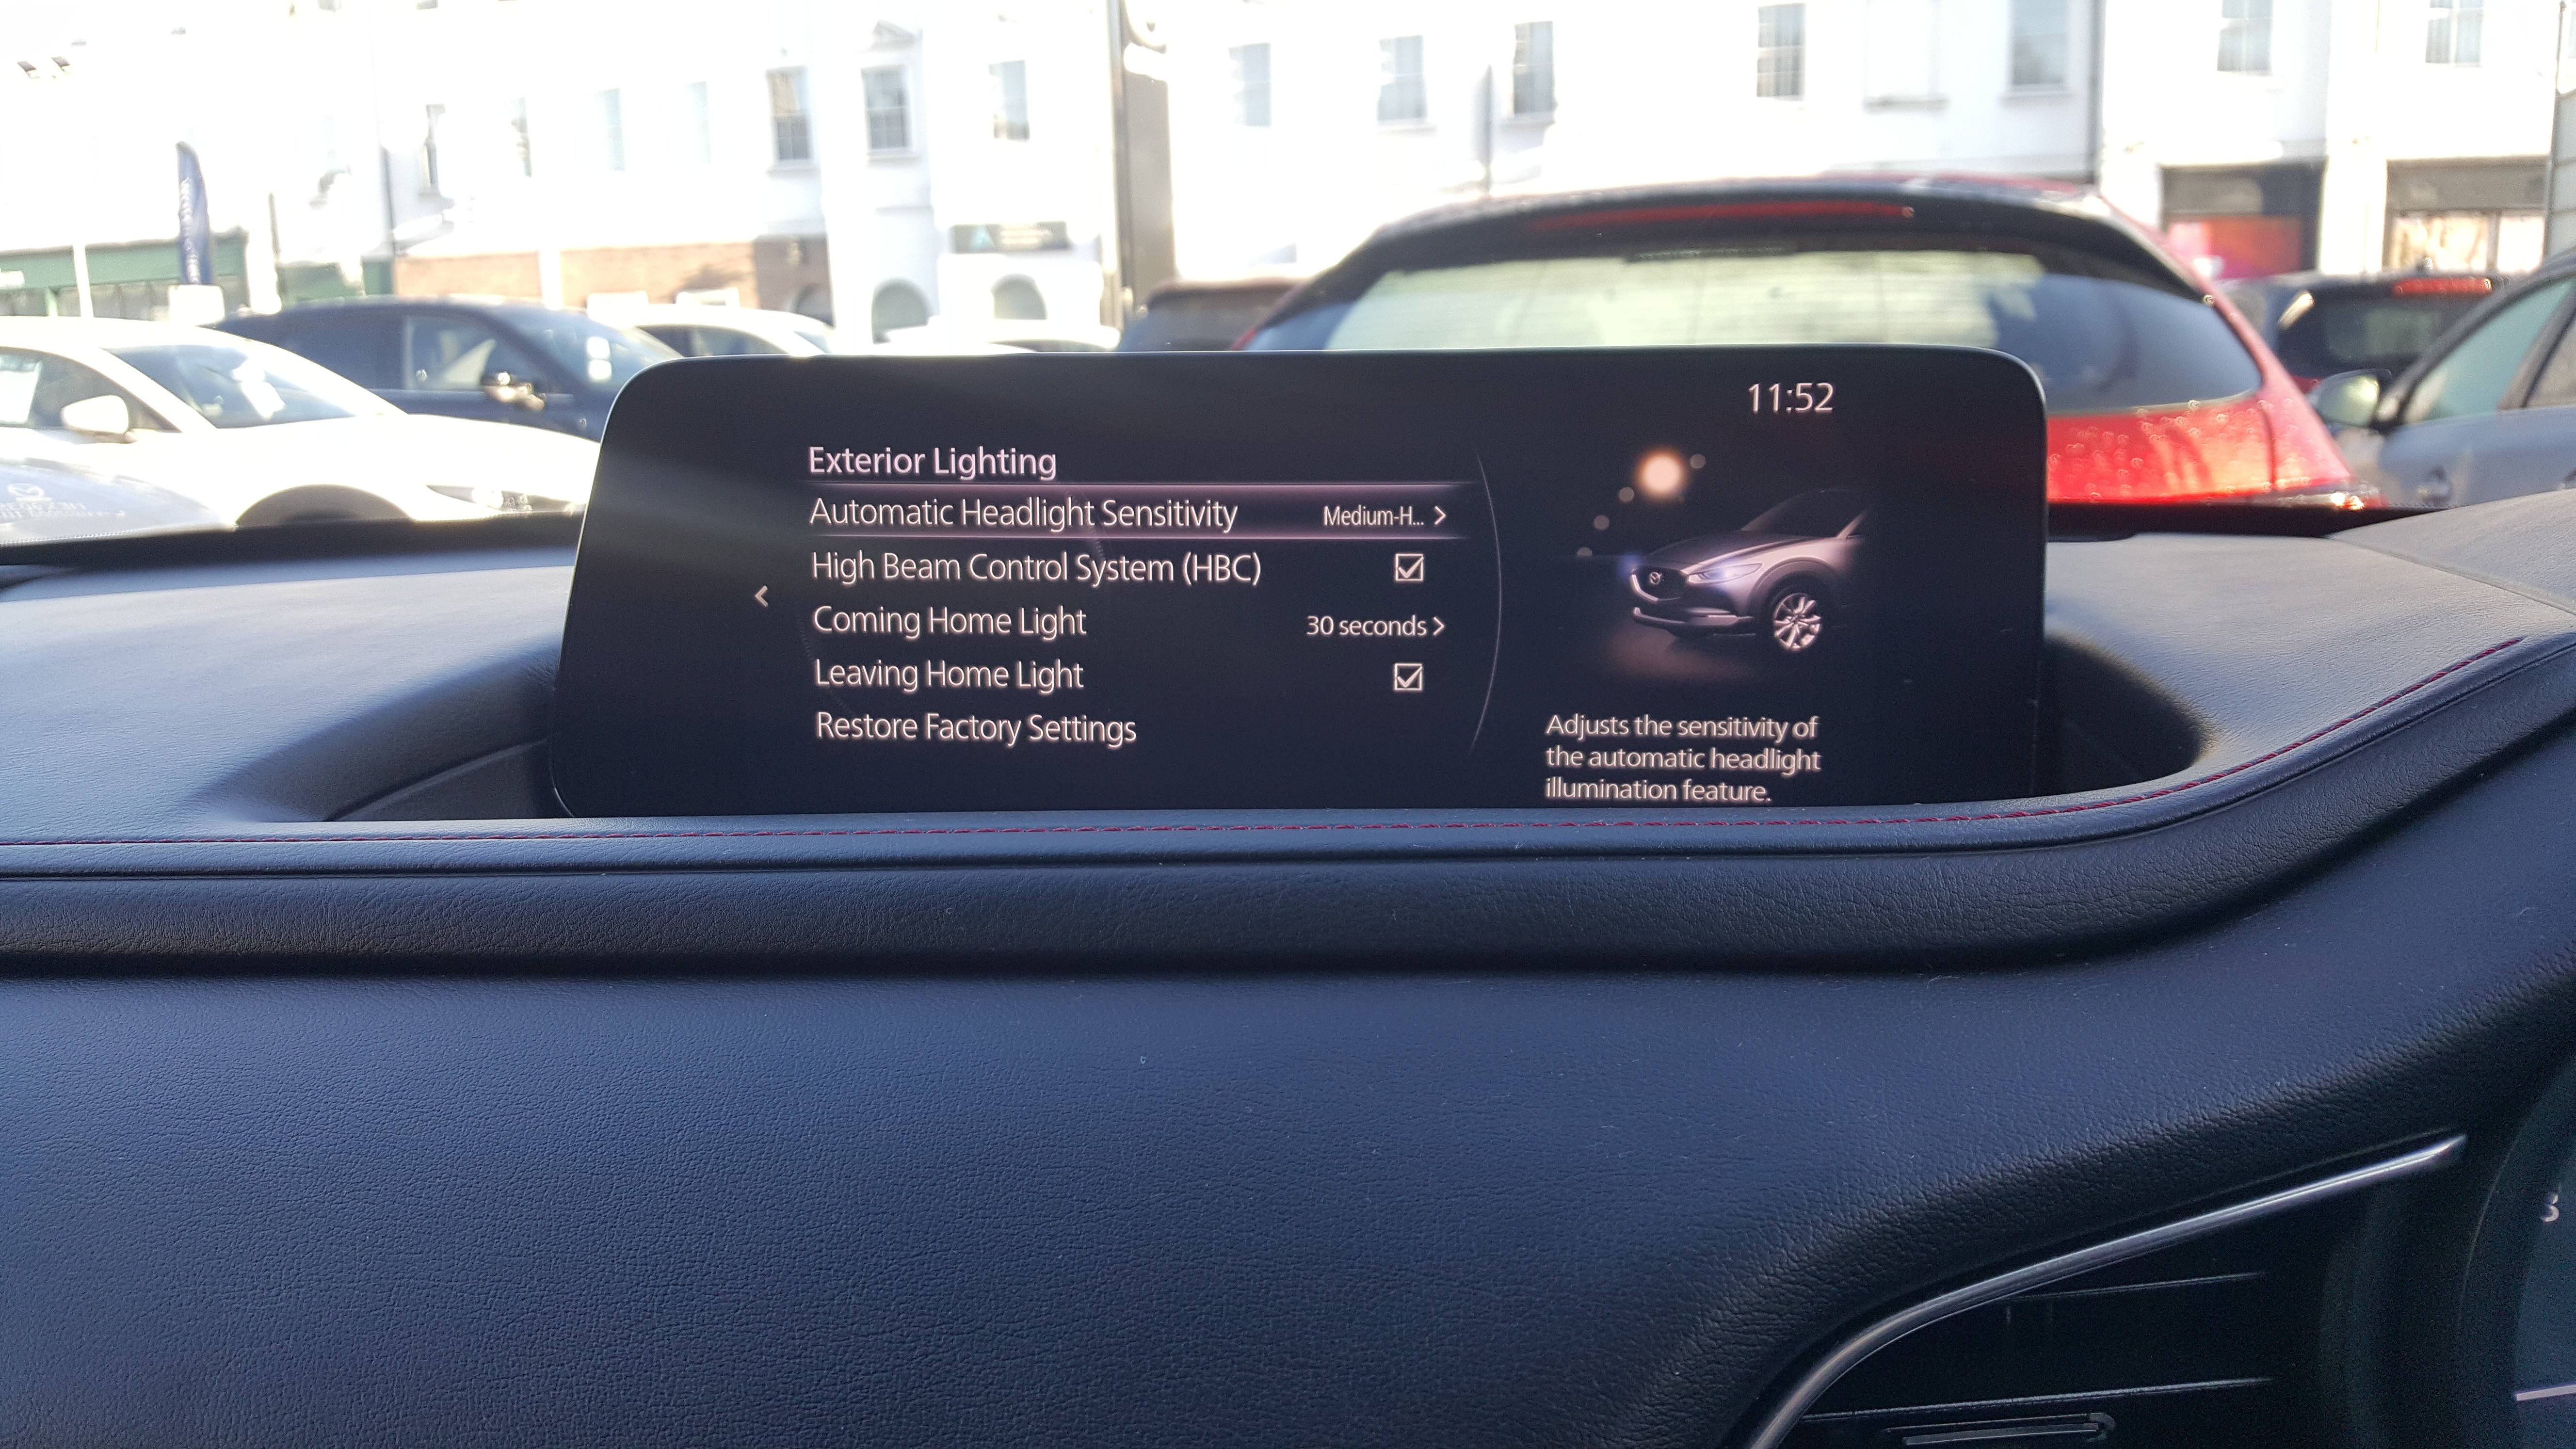 11:52
Exterior Lighting
Automatic Headlight Sensitivity Medium-H... >
High Beam Control System (HBC)
Coming Home Light 30 seconds >
Leaving Home Light
Restore Factory Settings
Adjusts the sensitivity of
the automatic headlight
illumination feature.